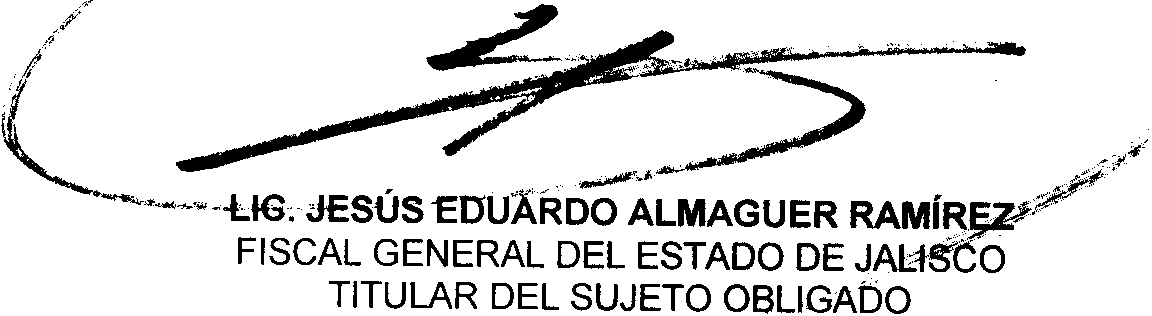 LIC. JESÚS EDUARDO ALMAGUER RAMÍREZ
FISCAL GENERAL DEL ESTADO DE JALISCO
TITULAR DEL SUJETO OBLIGADO